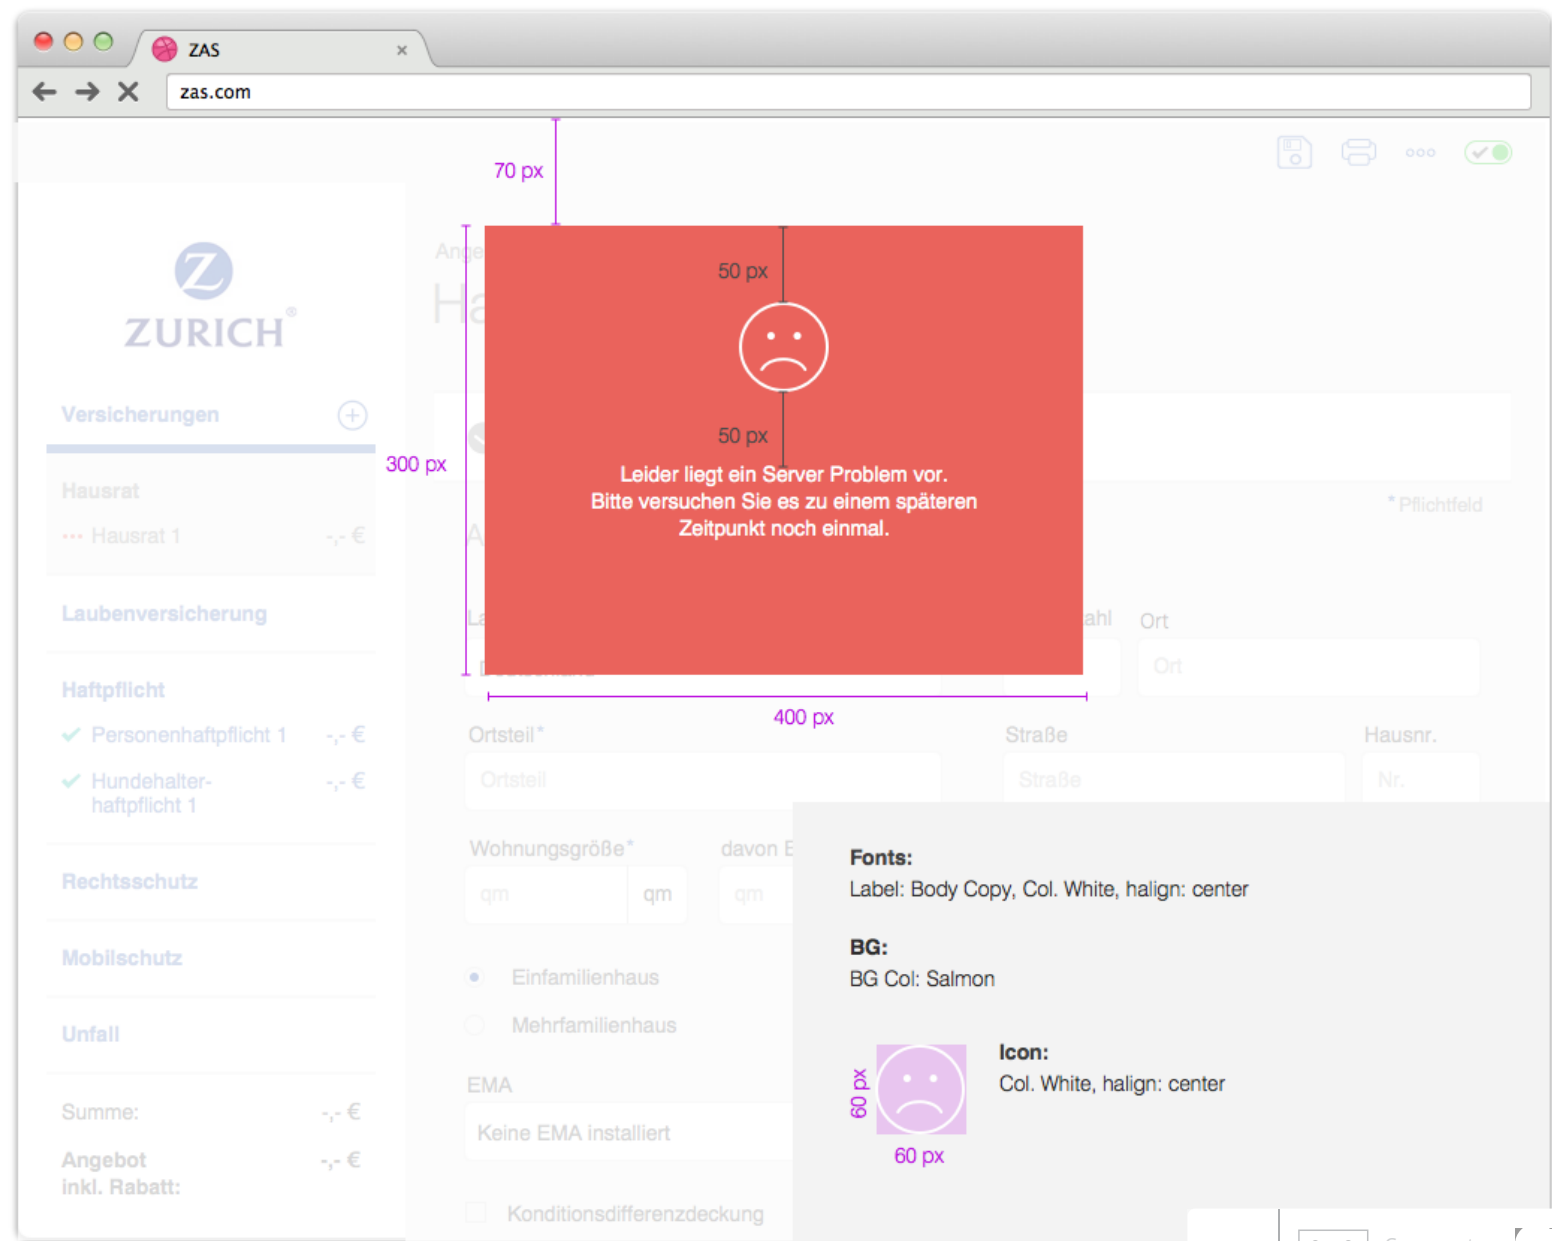 ZAS
zas.com
70 px
ZURICH®
Versicherungen
Hausrat
Hausrat 1 -,- €
Laubenversicherung
Haftpflicht
Personenhaftpflicht 1 -,- €
Hundehalter- -,- €
haftpflicht 1
Rechtsschutz
Mobilschutz
Unfall
Summe: -,- €
Angebot -,- €
inkl. Rabatt:
50 px
50 px
300 px
Leider liegt ein Server Problem vor.
Bitte versuchen Sie es zu einem späteren
Zeitpunkt noch einmal.
400 px
* Pflichtfeld
Ort
Ort
Ortsteil*
Straße
Hausnr.
Ortsteil
Straße
Nr.
Wohnungsgröße*
davon
qm
qm
qm
Einfamilienhaus
Mehrfamilienhaus
EMA
Keine EMA installiert
Konditionsdifferenzdeckung
Fonts:
Label: Body Copy, Col. White, halign: center
BG:
BG Col: Salmon
Icon:
Col. White, halign: center
60 px
60 px